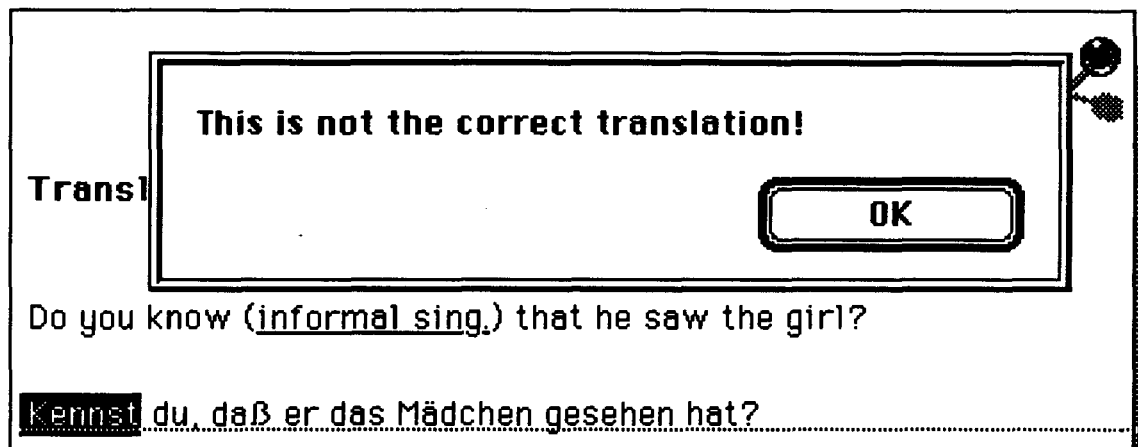 This is not the correct translation!
Transl
OK
Do you know (informal sing.) that he saw the girl?
Kennst du, daß er das Mädchen gesehen hat?